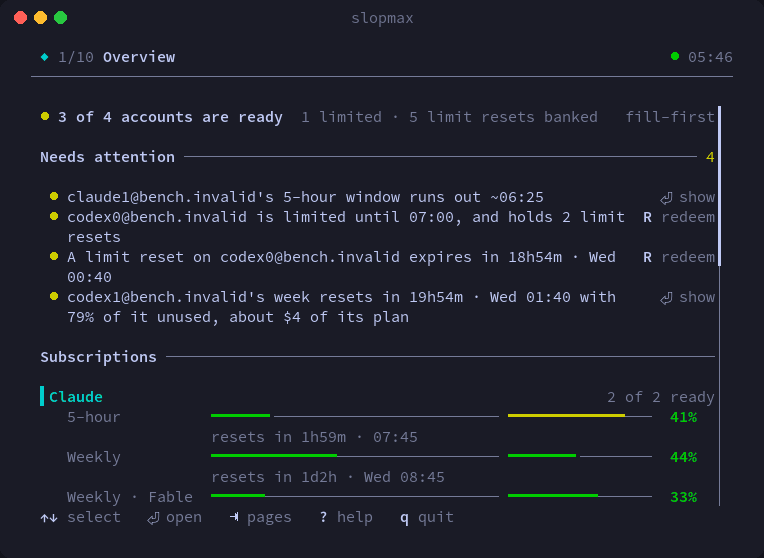 slopmax
◆ 1/10 Overview ● 05:46
● 3 of 4 accounts are ready 1 limited · 5 limit resets banked fill-first
Needs attention 4
● claude1@bench.invalid's 5-hour window runs out ~06:25 ⏎ show
● codex0@bench.invalid is limited until 07:00, and holds 2 limit R redeem
resets
● A limit reset on codex0@bench.invalid expires in 18h54m · Wed R redeem
00:40
● codex1@bench.invalid's week resets in 19h54m · Wed 01:40 with ⏎ show
79% of it unused, about $4 of its plan
Subscriptions
Claude 2 of 2 ready
5-hour 41%
resets in 1h59m · 07:45
Weekly 44%
resets in 1d2h · Wed 08:45
Weekly · Fable 33%
↑↓ select ⏎ open ⇥ pages ? help q quit